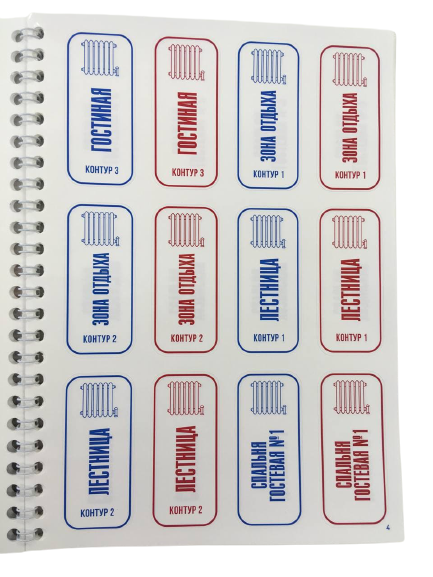 ГОСТИНАЯ
КОНТУР 3
ГОСТИНАЯ
КОНТУР 3
ЗОНА ОТДЫХА
КОНТУР 1
ЗОНА ОТДЫХА
КОНТУР 1
ЗОНА ОТДЫХА
КОНТУР 2
ЗОНА ОТДЫХА
КОНТУР 2
ЛЕСТНИЦА
КОНТУР 1
ЛЕСТНИЦА
КОНТУР 1
ЛЕСТНИЦА
КОНТУР 2
ЛЕСТНИЦА
КОНТУР 2
СПАЛЬНЯ
ГОСТЕВАЯ №1
СПАЛЬНЯ
ГОСТЕВАЯ №1
4